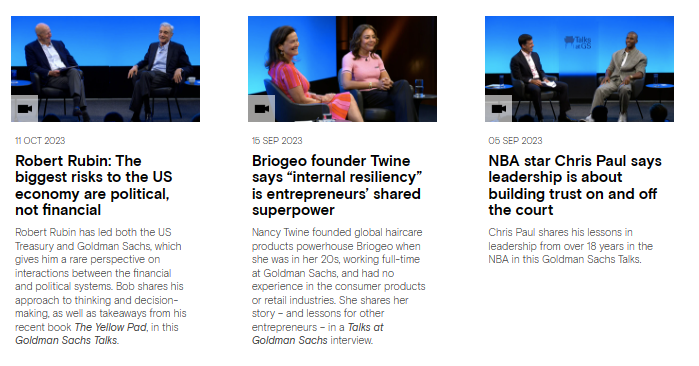 Talks
at GS
11 OCT 2023
Robert Rubin: The
biggest risks to the US
economy are political,
not financial
Robert Rubin has led both the US
Treasury and Goldman Sachs, which
gives him a rare perspective on
interactions between the financial
and political systems. Bob shares his
approach to thinking and decision-
making, as well as takeaways from his
recent book The Yellow Pad, in this
Goldman Sachs Talks.
15 SEP 2023
Briogeo founder Twine
says “internal resiliency”
is entrepreneurs’ shared
superpower
Nancy Twine founded global haircare
products powerhouse Briogeo when
she was in her 20s, working full-time
at Goldman Sachs, and had no
experience in the consumer products
or retail industries. She shares her
story – and lessons for other
entrepreneurs – in a Talks at
Goldman Sachs interview.
05 SEP 2023
NBA star Chris Paul says
leadership is about
building trust on and off
the court
Chris Paul shares his lessons in
leadership from over 18 years in the
NBA in this Goldman Sachs Talks.